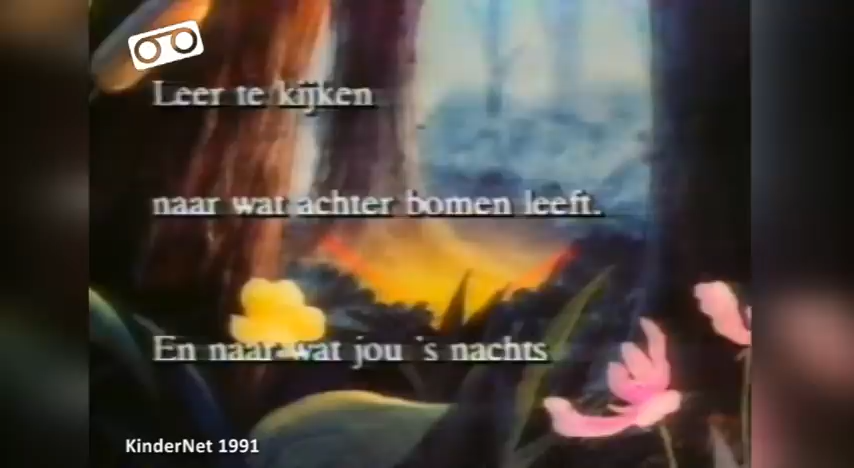 Leer te kijken
naar wat achter bomen leeft.
En naar wat jou 's nachts
KinderNet 1991